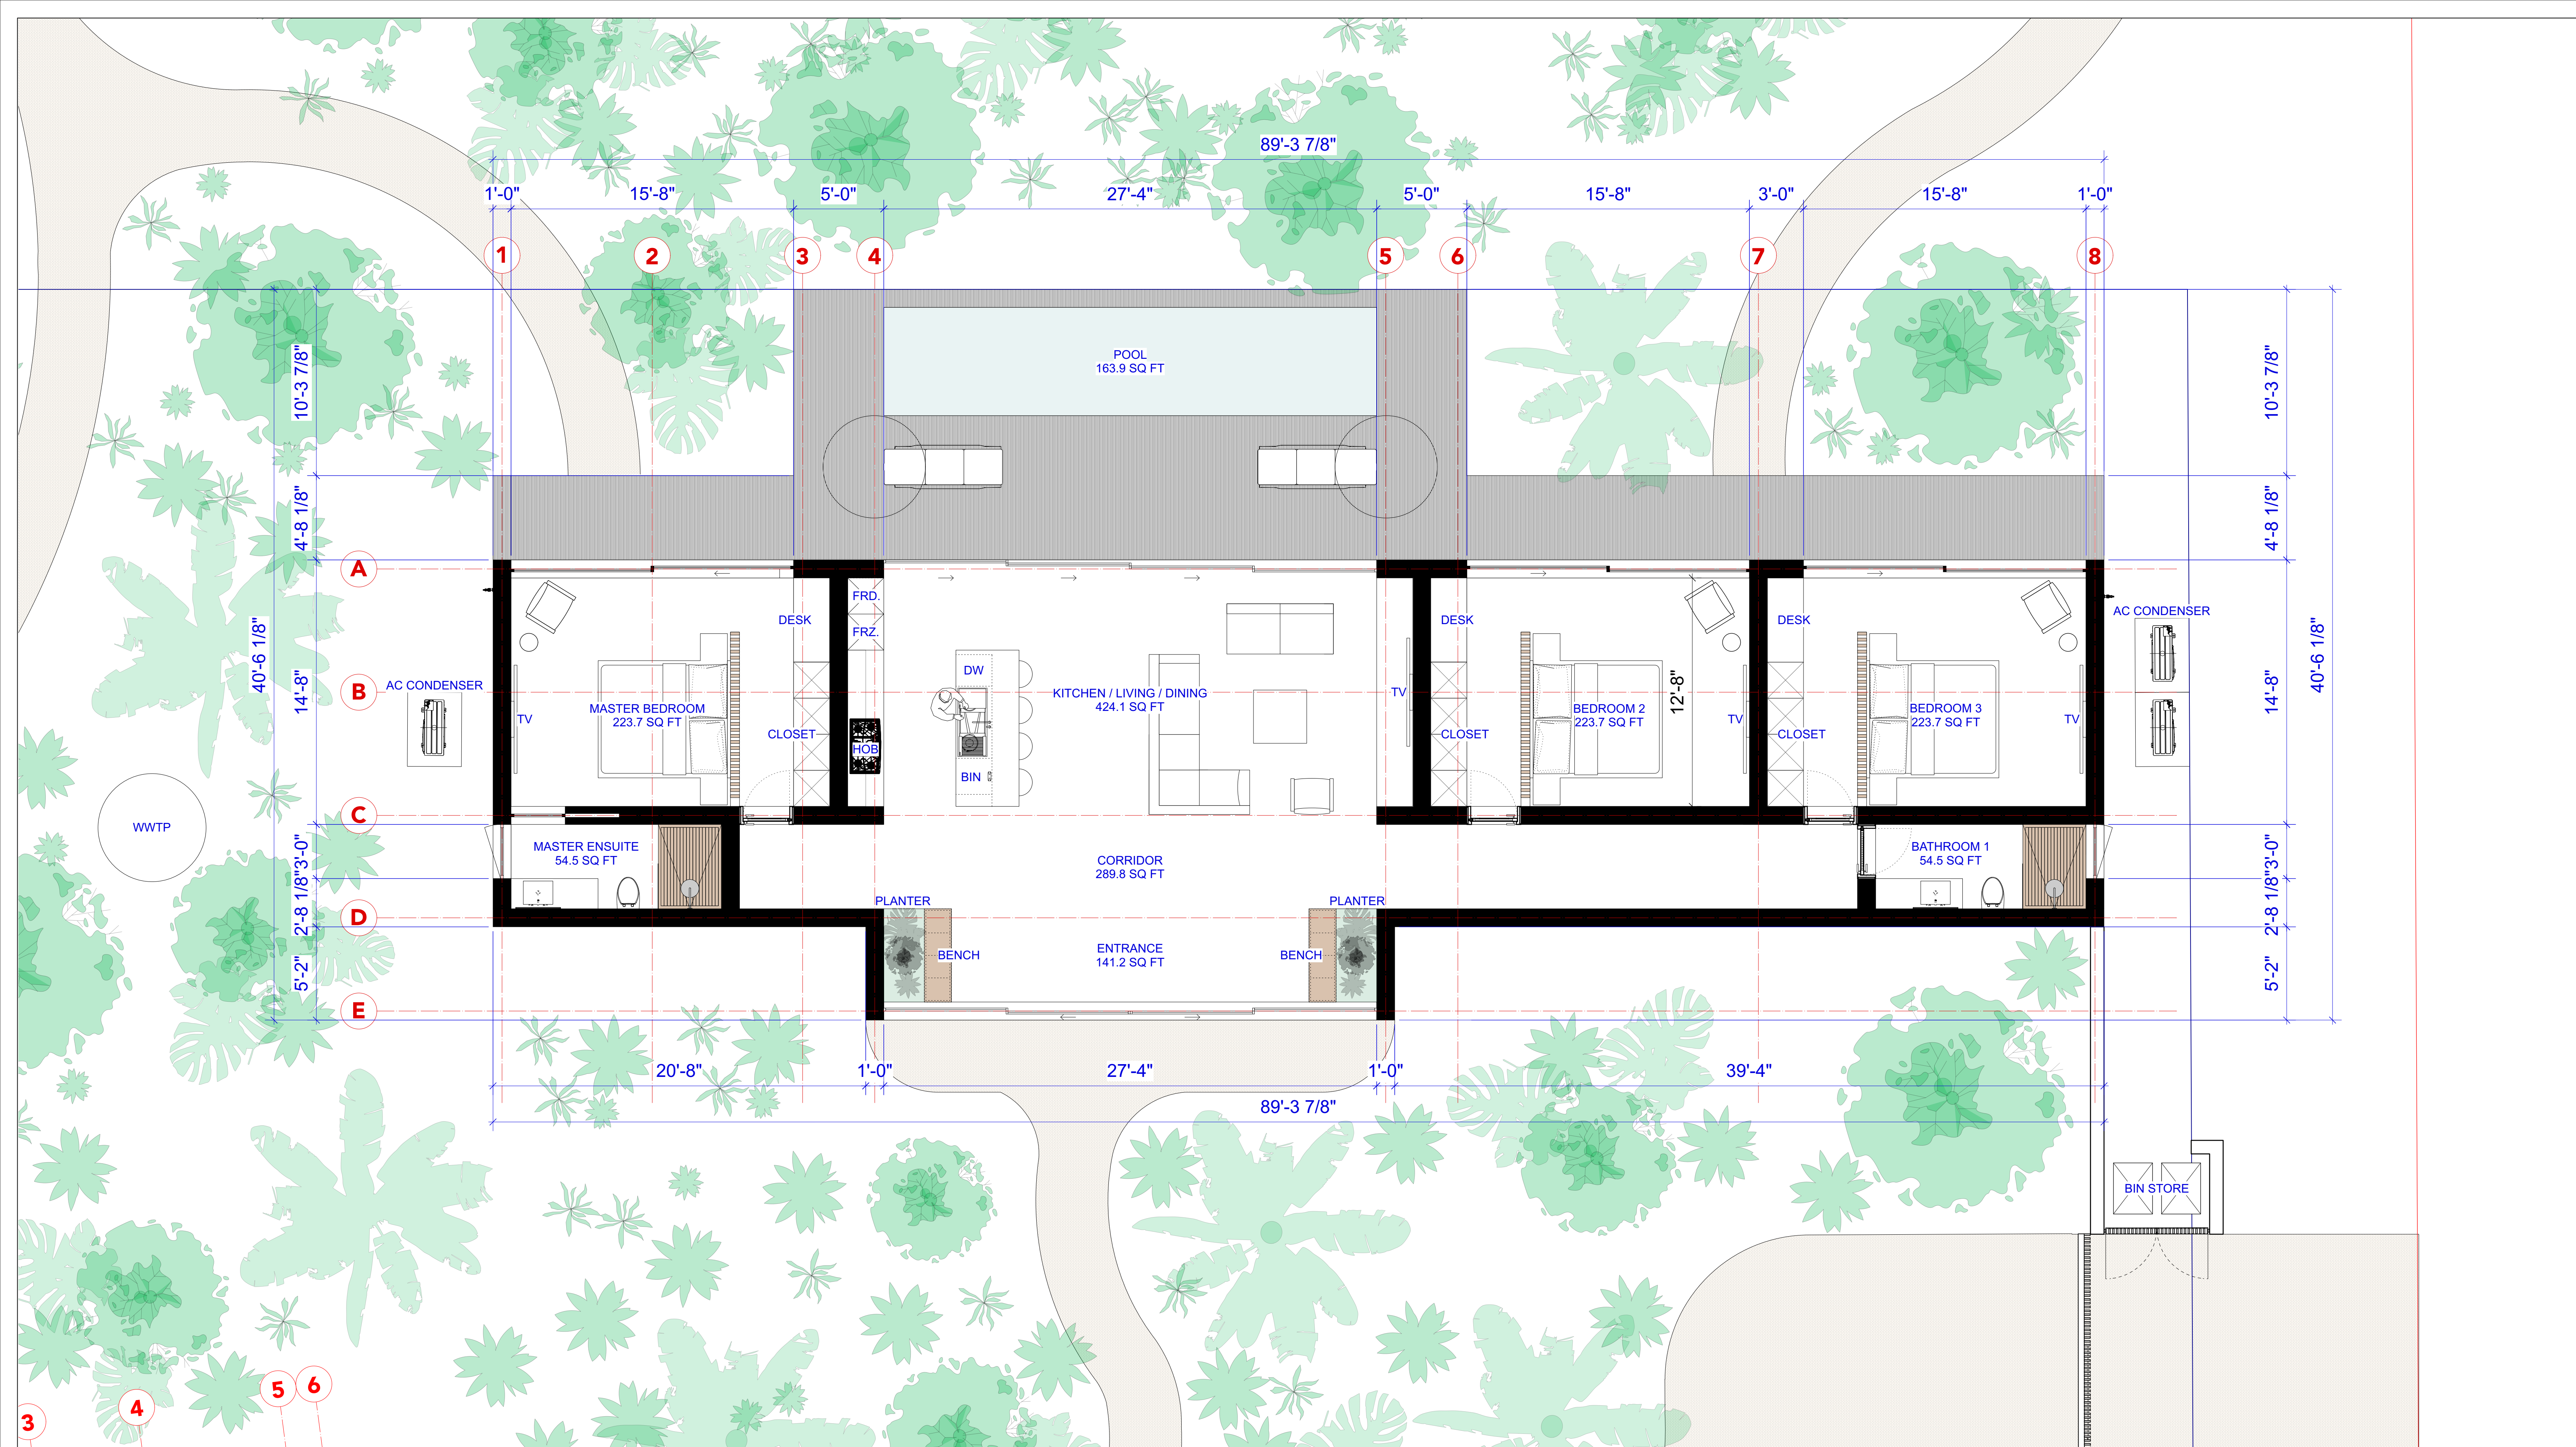 89'-3 7/8"
1'-0"
15'-8"
5'-0"
27'-4"
5'-0"
15'-8"
3'-0"
15'-8"
1'-0"
1
2
3
4
5
6
7
8
POOL
163.9 SQ FT
10'-3 7/8"
10'-3 7/8"
4'-8 1/8"
4'-8 1/8"
A
FRD.
FRZ.
DESK
DESK
DESK
AC CONDENSER
40'-6 1/8"
14'-8"
14'-8"
40'-6 1/8"
B
AC CONDENSER
TV
MASTER BEDROOM
223.7 SQ FT
CLOSET
HOB
DW
BIN
KITCHEN / LIVING / DINING
424.1 SQ FT
TV
CLOSET
BEDROOM 2
223.7 SQ FT
12'-8"
TV
CLOSET
BEDROOM 3
223.7 SQ FT
TV
C
WWTP
3'-0"
3'-0"
MASTER ENSUITE
54.5 SQ FT
CORRIDOR
289.8 SQ FT
BATHROOM 1
54.5 SQ FT
2'-8 1/8"
2'-8 1/8"
PLANTER
PLANTER
D
BENCH
ENTRANCE
141.2 SQ FT
BENCH
5'-2"
5'-2"
E
20'-8"
1'-0"
27'-4"
1'-0"
39'-4"
89'-3 7/8"
BIN STORE
3
4
5
6